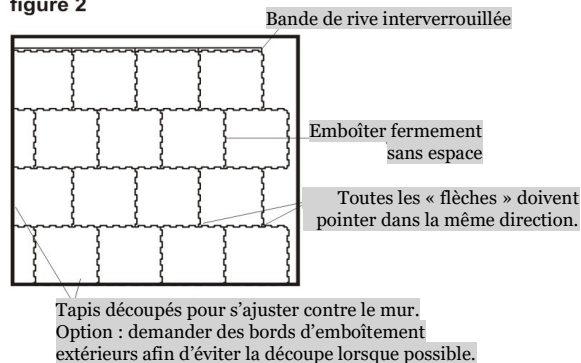 figure 2
Bande de rive interverrouillée
Emboîter fermement
sans espace
Toutes les « flèches » doivent
pointer dans la même direction.
Tapis découpés pour s’ajuster contre le mur.
Option : demander des bords d’emboîtement
extérieurs afin d’éviter la découpe lorsque possible.